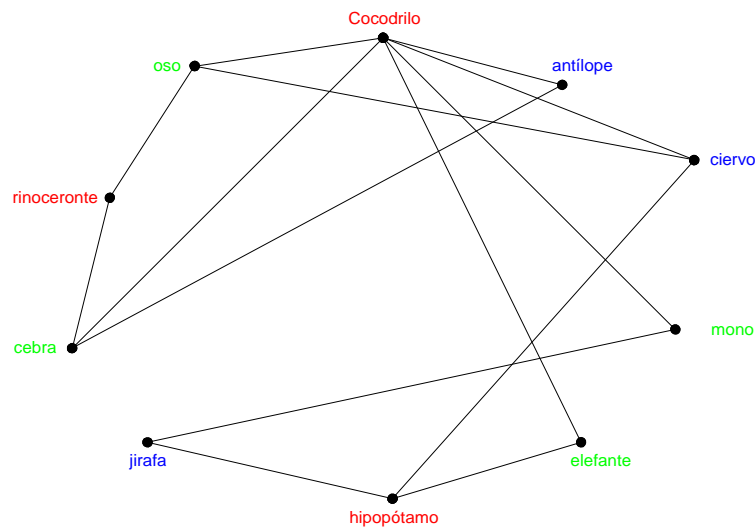 Cocodrilo
oso
antílope
ciervo
rinoceronte
mono
cebra
jirafa
elefante
hipopótamo